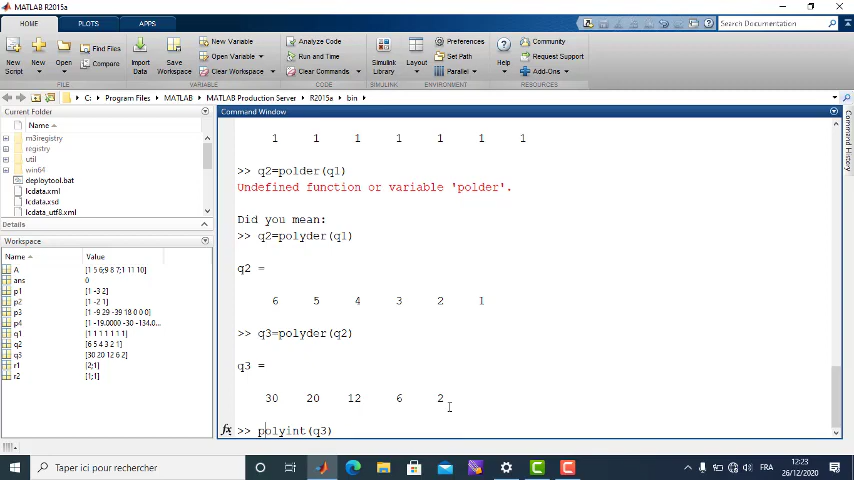 MATLAB R2015a
HOME PLOTS APPS Search Documentation
New Script New Open Find Files Compare Import Data Save Workspace New Variable Open Variable Clear Workspace Analyze Code Run and Time Clear Commands Simulink Library Layout Preferences Set Path Parallel Help Community Request Support Add-Ons
FILE VARIABLE CODE SIMULINK ENVIRONMENT RESOURCES
C: Program Files MATLAB MATLAB Production Server R2015a bin
Current Folder
Name
m3iregistry
registry
util
win64
deploytool.bat
lcdata.xml
lcdata.xsd
lcdata_utf8.xml
Details
Workspace
Name Value
A [1 5 6;9 8 7;1 11 10]
ans 0
p1 [1 -3 2]
p2 [1 -2 1]
p3 [1 -9 29 -39 18 0 0 0]
p4 [1 -19.0000 -30 -134.0...
q1 [1 1 1 1 1 1 1]
q2 [6 5 4 3 2 1]
q3 [30 20 12 6 2]
r1 [2;1]
r2 [1;1]
Command Window
1 1 1 1 1 1 1
>> q2=polder(q1)
Undefined function or variable 'polder'.
Did you mean:
>> q2=polyder(q1)
q2 =
6 5 4 3 2 1
>> q3=polyder(q2)
q3 =
30 20 12 6 2
fx >> polyint(q3)
Command History
Taper ici pour rechercher
FRA
12:23
26/12/2020